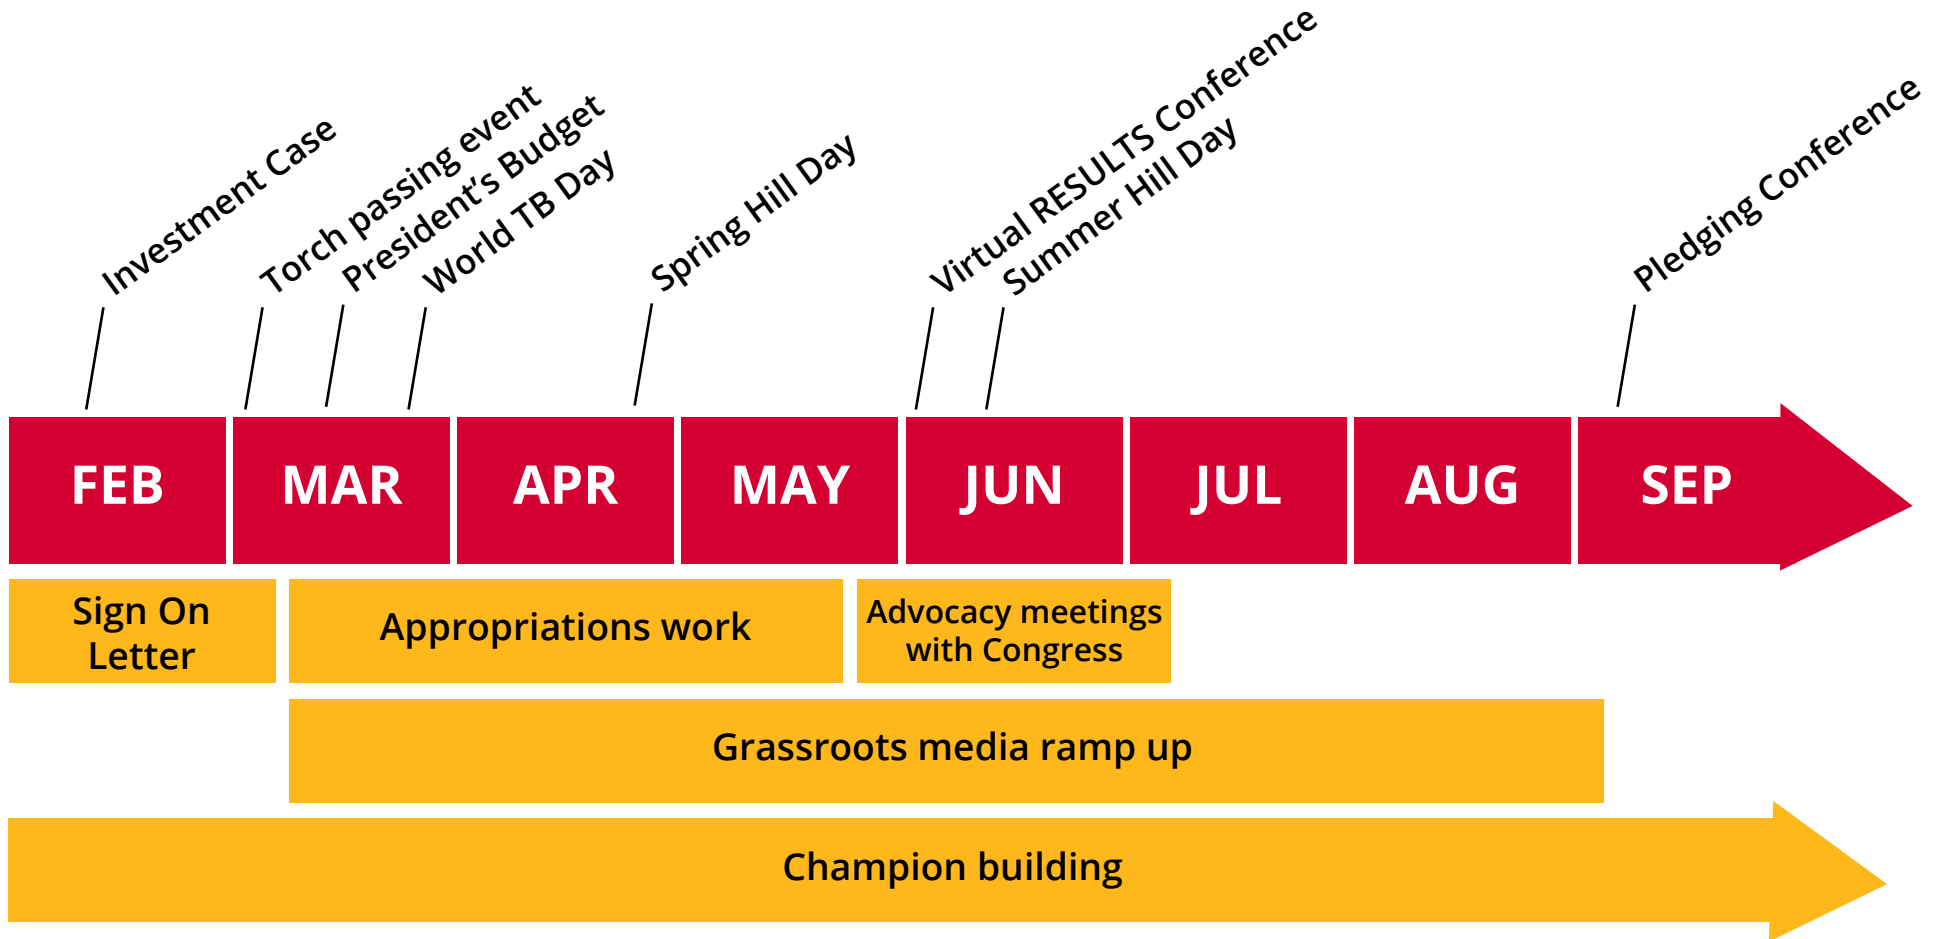 Investment Case
Torch passing event
President’s Budget
World TB Day
Spring Hill Day
Virtual RESULTS Conference
Summer Hill Day
Pledging Conference
FEB
MAR
APR
MAY
JUN
JUL
AUG
SEP
Sign On
Letter
Appropriations work
Advocacy meetings
with Congress
Grassroots media ramp up
Champion building